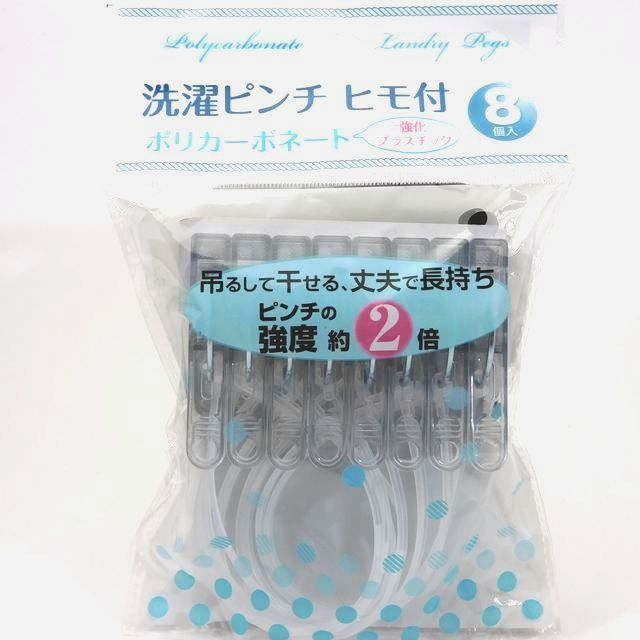 Polycarbonate Landry Pegs
洗濯ピンチ ヒモ付 8個入
ポリカーボネート 強化プラスチック
吊るして干せる、丈夫で長持ち
ピンチの
強度 約 2 倍